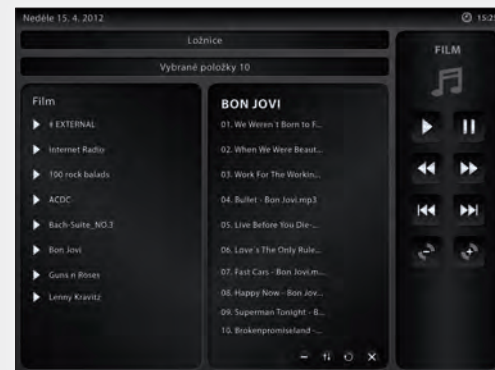 Neděle 15. 4. 2012
15:25
Ložnice
Vybrané položky 10
Film
# EXTERNAL
Internet Radio
100 rock balads
ACDC
Bach-Suite_NO.3
Bon Jovi
Guns n Roses
Lenny Kravitz
BON JOVI
01. We Weren't Born to F...
02. When We Were Beaut...
03. Work For The Workin...
04. Bullet - Bon Jovi.mp3
05. Live Before You Die-...
06. Love's The Only Rule...
07. Fast Cars - Bon Jovi.m...
08. Happy Now - Bon Jov...
09. Superman Tonight - B...
10. Brokenpromiseland -...
FILM